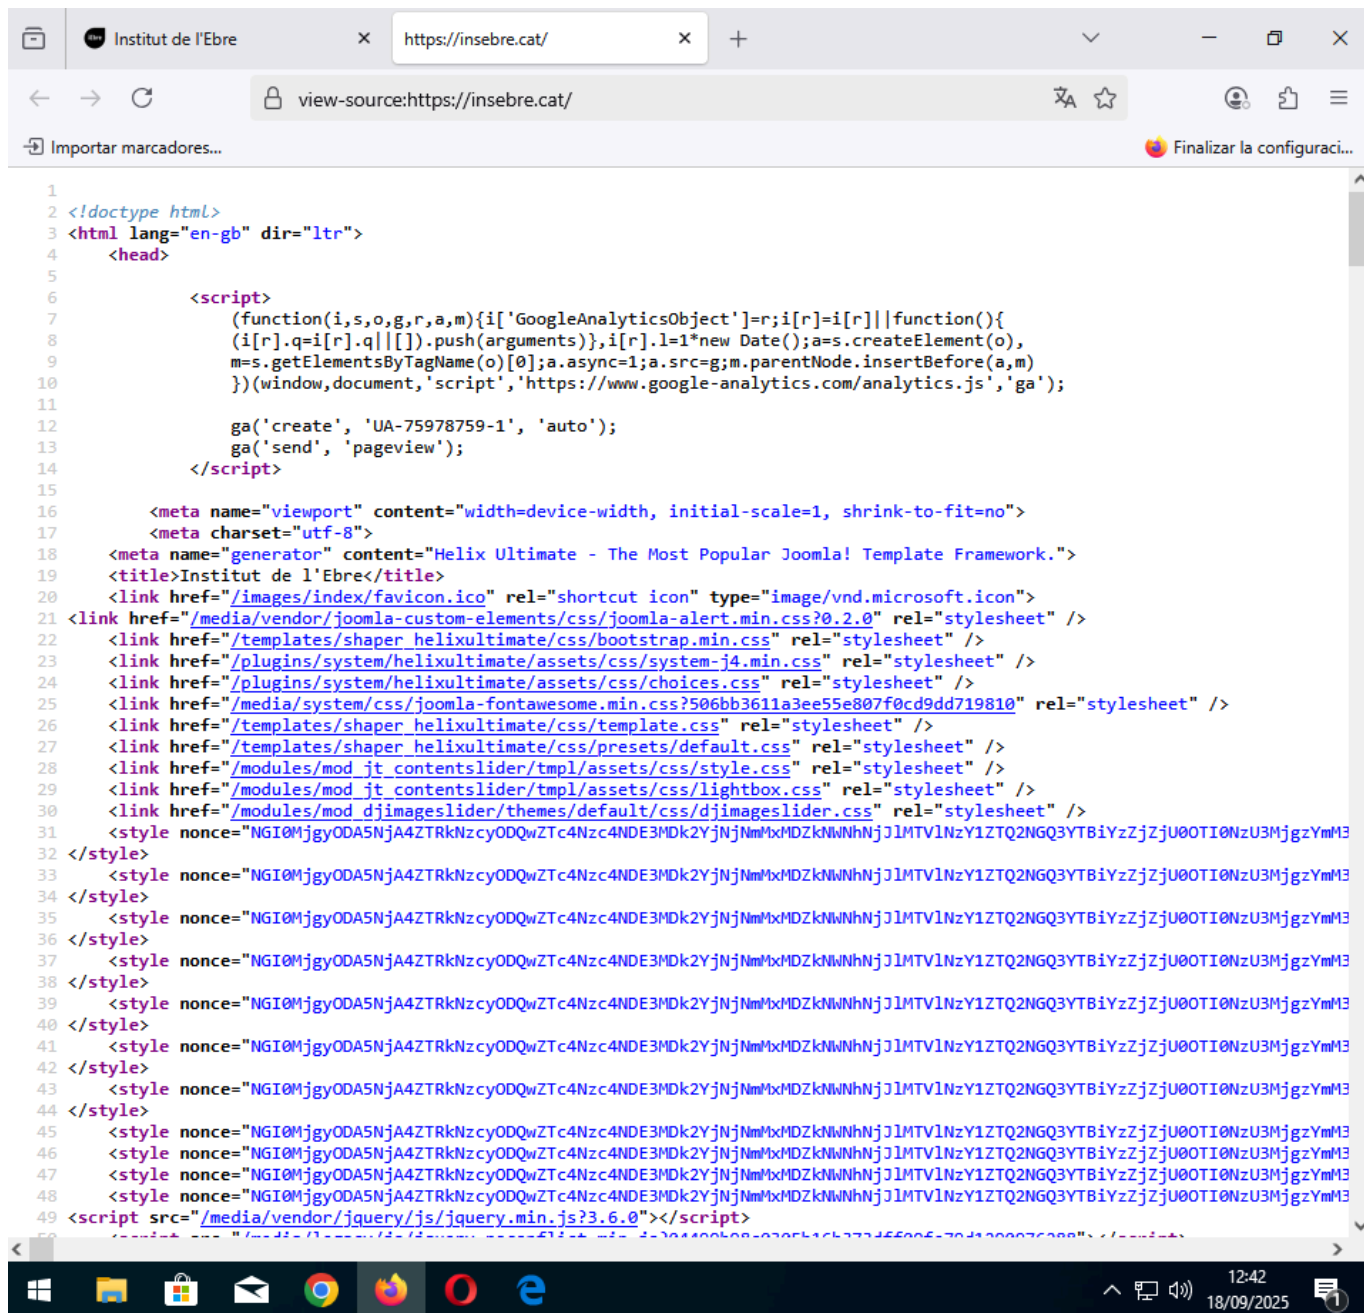 Institut de l'Ebre
https://insebre.cat/
view-source:https://insebre.cat/
Importar marcadores...
Finalizar la configuraci...
1
2 <!doctype html>
3 <html lang="en-gb" dir="ltr">
4 <head>
5
6 <script>
7 (function(i,s,o,g,r,a,m){i['GoogleAnalyticsObject']=r;i[r]=i[r]||function(){
8 (i[r].q=i[r].q||[]).push(arguments)},i[r].l=1*new Date();a=s.createElement(o),
9 m=s.getElementsByTagName(o)[0];a.async=1;a.src=g;m.parentNode.insertBefore(a,m)
10 })(window,document,'script','https://www.google-analytics.com/analytics.js','ga');
11
12 ga('create', 'UA-75978759-1', 'auto');
13 ga('send', 'pageview');
14 </script>
15
16 <meta name="viewport" content="width=device-width, initial-scale=1, shrink-to-fit=no">
17 <meta charset="utf-8">
18 <meta name="generator" content="Helix Ultimate - The Most Popular Joomla! Template Framework.">
19 <title>Institut de l'Ebre</title>
20 <link href="/images/index/favicon.ico" rel="shortcut icon" type="image/vnd.microsoft.icon">
21 <link href="/media/vendor/joomla-custom-elements/css/joomla-alert.min.css?0.2.0" rel="stylesheet" />
22 <link href="/templates/shaper_helixultimate/css/bootstrap.min.css" rel="stylesheet" />
23 <link href="/plugins/system/helixultimate/assets/css/system-j4.min.css" rel="stylesheet" />
24 <link href="/plugins/system/helixultimate/assets/css/choices.css" rel="stylesheet" />
25 <link href="/media/system/css/joomla-fontawesome.min.css?506bb3611a3ee55e807f0cd9dd719810" rel="stylesheet" />
26 <link href="/templates/shaper_helixultimate/css/template.css" rel="stylesheet" />
27 <link href="/templates/shaper_helixultimate/css/presets/default.css" rel="stylesheet" />
28 <link href="/modules/mod_jt_contentslider/tmpl/assets/css/style.css" rel="stylesheet" />
29 <link href="/modules/mod_jt_contentslider/tmpl/assets/css/lightbox.css" rel="stylesheet" />
30 <link href="/modules/mod_djimageslider/themes/default/css/djimageslider.css" rel="stylesheet" />
31 <style nonce="NGI0MjgyODA5NjA4ZTRkNzcyODQwZTc4Nzc4NDE3MDk2YjNjNmMxMDZkNWNhNjJlMTVlNzY1ZTQ2NGQ3YTBiYzZjZjU0OTI0NzU3MjgzYmM3
32 </style>
33 <style nonce="NGI0MjgyODA5NjA4ZTRkNzcyODQwZTc4Nzc4NDE3MDk2YjNjNmMxMDZkNWNhNjJlMTVlNzY1ZTQ2NGQ3YTBiYzZjZjU0OTI0NzU3MjgzYmM3
34 </style>
35 <style nonce="NGI0MjgyODA5NjA4ZTRkNzcyODQwZTc4Nzc4NDE3MDk2YjNjNmMxMDZkNWNhNjJlMTVlNzY1ZTQ2NGQ3YTBiYzZjZjU0OTI0NzU3MjgzYmM3
36 </style>
37 <style nonce="NGI0MjgyODA5NjA4ZTRkNzcyODQwZTc4Nzc4NDE3MDk2YjNjNmMxMDZkNWNhNjJlMTVlNzY1ZTQ2NGQ3YTBiYzZjZjU0OTI0NzU3MjgzYmM3
38 </style>
39 <style nonce="NGI0MjgyODA5NjA4ZTRkNzcyODQwZTc4Nzc4NDE3MDk2YjNjNmMxMDZkNWNhNjJlMTVlNzY1ZTQ2NGQ3YTBiYzZjZjU0OTI0NzU3MjgzYmM3
40 </style>
41 <style nonce="NGI0MjgyODA5NjA4ZTRkNzcyODQwZTc4Nzc4NDE3MDk2YjNjNmMxMDZkNWNhNjJlMTVlNzY1ZTQ2NGQ3YTBiYzZjZjU0OTI0NzU3MjgzYmM3
42 </style>
43 <style nonce="NGI0MjgyODA5NjA4ZTRkNzcyODQwZTc4Nzc4NDE3MDk2YjNjNmMxMDZkNWNhNjJlMTVlNzY1ZTQ2NGQ3YTBiYzZjZjU0OTI0NzU3MjgzYmM3
44 </style>
45 <style nonce="NGI0MjgyODA5NjA4ZTRkNzcyODQwZTc4Nzc4NDE3MDk2YjNjNmMxMDZkNWNhNjJlMTVlNzY1ZTQ2NGQ3YTBiYzZjZjU0OTI0NzU3MjgzYmM3
46 <style nonce="NGI0MjgyODA5NjA4ZTRkNzcyODQwZTc4Nzc4NDE3MDk2YjNjNmMxMDZkNWNhNjJlMTVlNzY1ZTQ2NGQ3YTBiYzZjZjU0OTI0NzU3MjgzYmM3
47 <style nonce="NGI0MjgyODA5NjA4ZTRkNzcyODQwZTc4Nzc4NDE3MDk2YjNjNmMxMDZkNWNhNjJlMTVlNzY1ZTQ2NGQ3YTBiYzZjZjU0OTI0NzU3MjgzYmM3
48 <style nonce="NGI0MjgyODA5NjA4ZTRkNzcyODQwZTc4Nzc4NDE3MDk2YjNjNmMxMDZkNWNhNjJlMTVlNzY1ZTQ2NGQ3YTBiYzZjZjU0OTI0NzU3MjgzYmM3
49 <script src="/media/vendor/jquery/js/jquery.min.js?3.6.0"></script>
12:42
18/09/2025
1